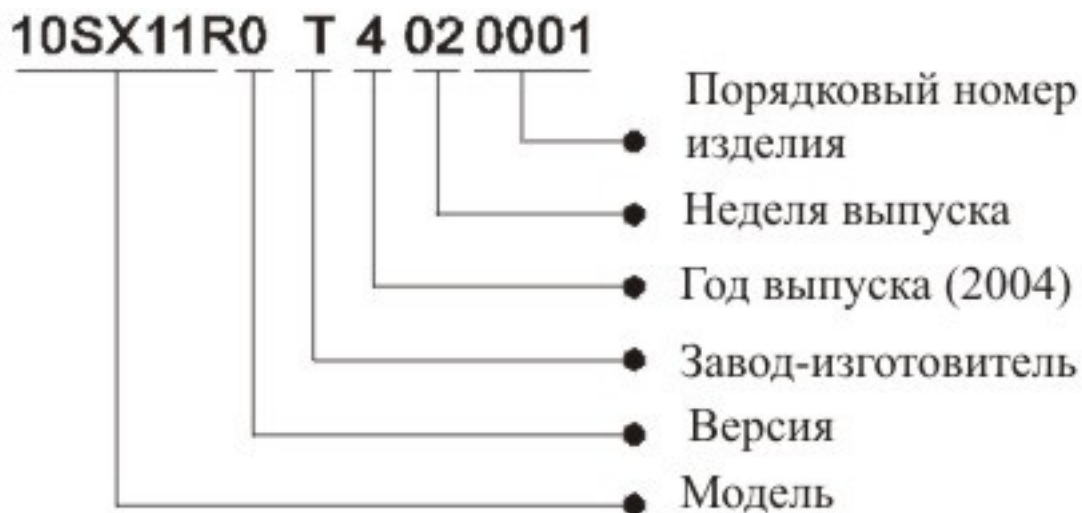 10SX11R0 T 4 02 0001
Порядковый номер
изделия
Неделя выпуска
Год выпуска (2004)
Завод-изготовитель
Версия
Модель